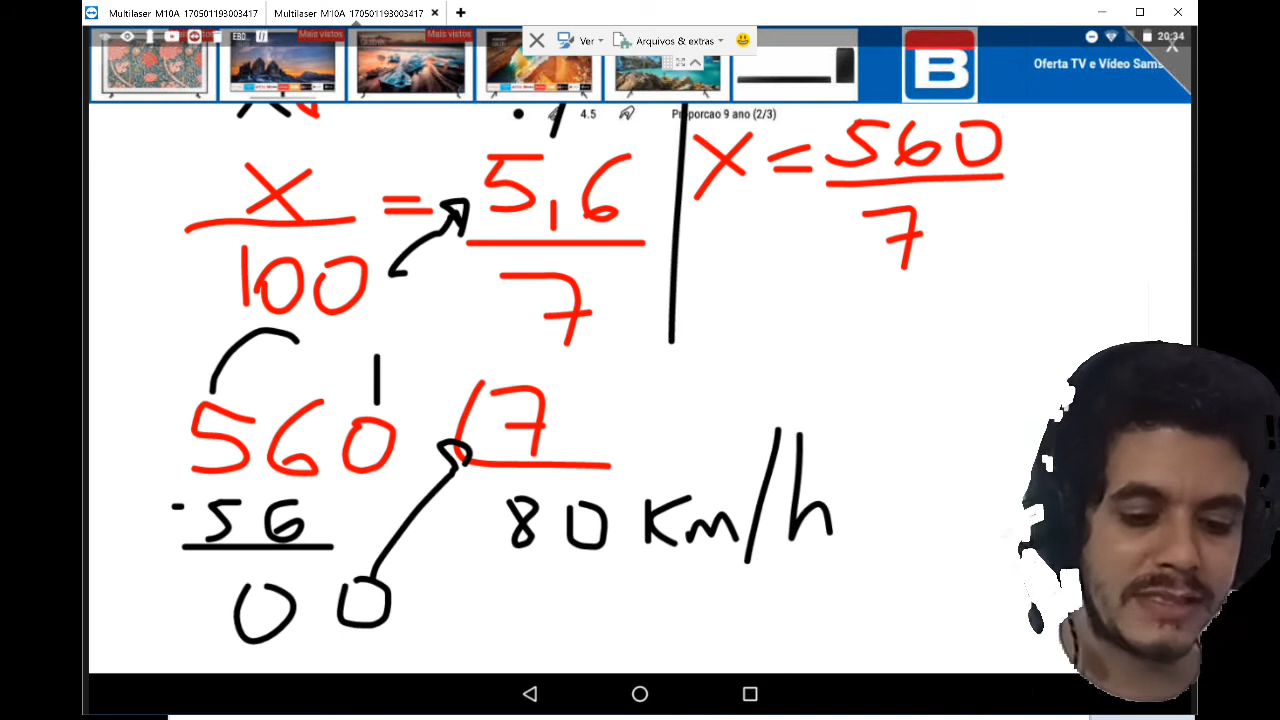 Multilaser M10A 170501193003417
Multilaser M10A 170501193003417
Ver
Arquivos & extras
20:34
EBD
Mais vistos
Mais vistos
B
Oferta TV e Vídeo Sams
4.5
Proporcao 9 ano (2/3)
x/100 = 5,6/7
x = 560/7
560 7
-56
80 Km/h
0 0